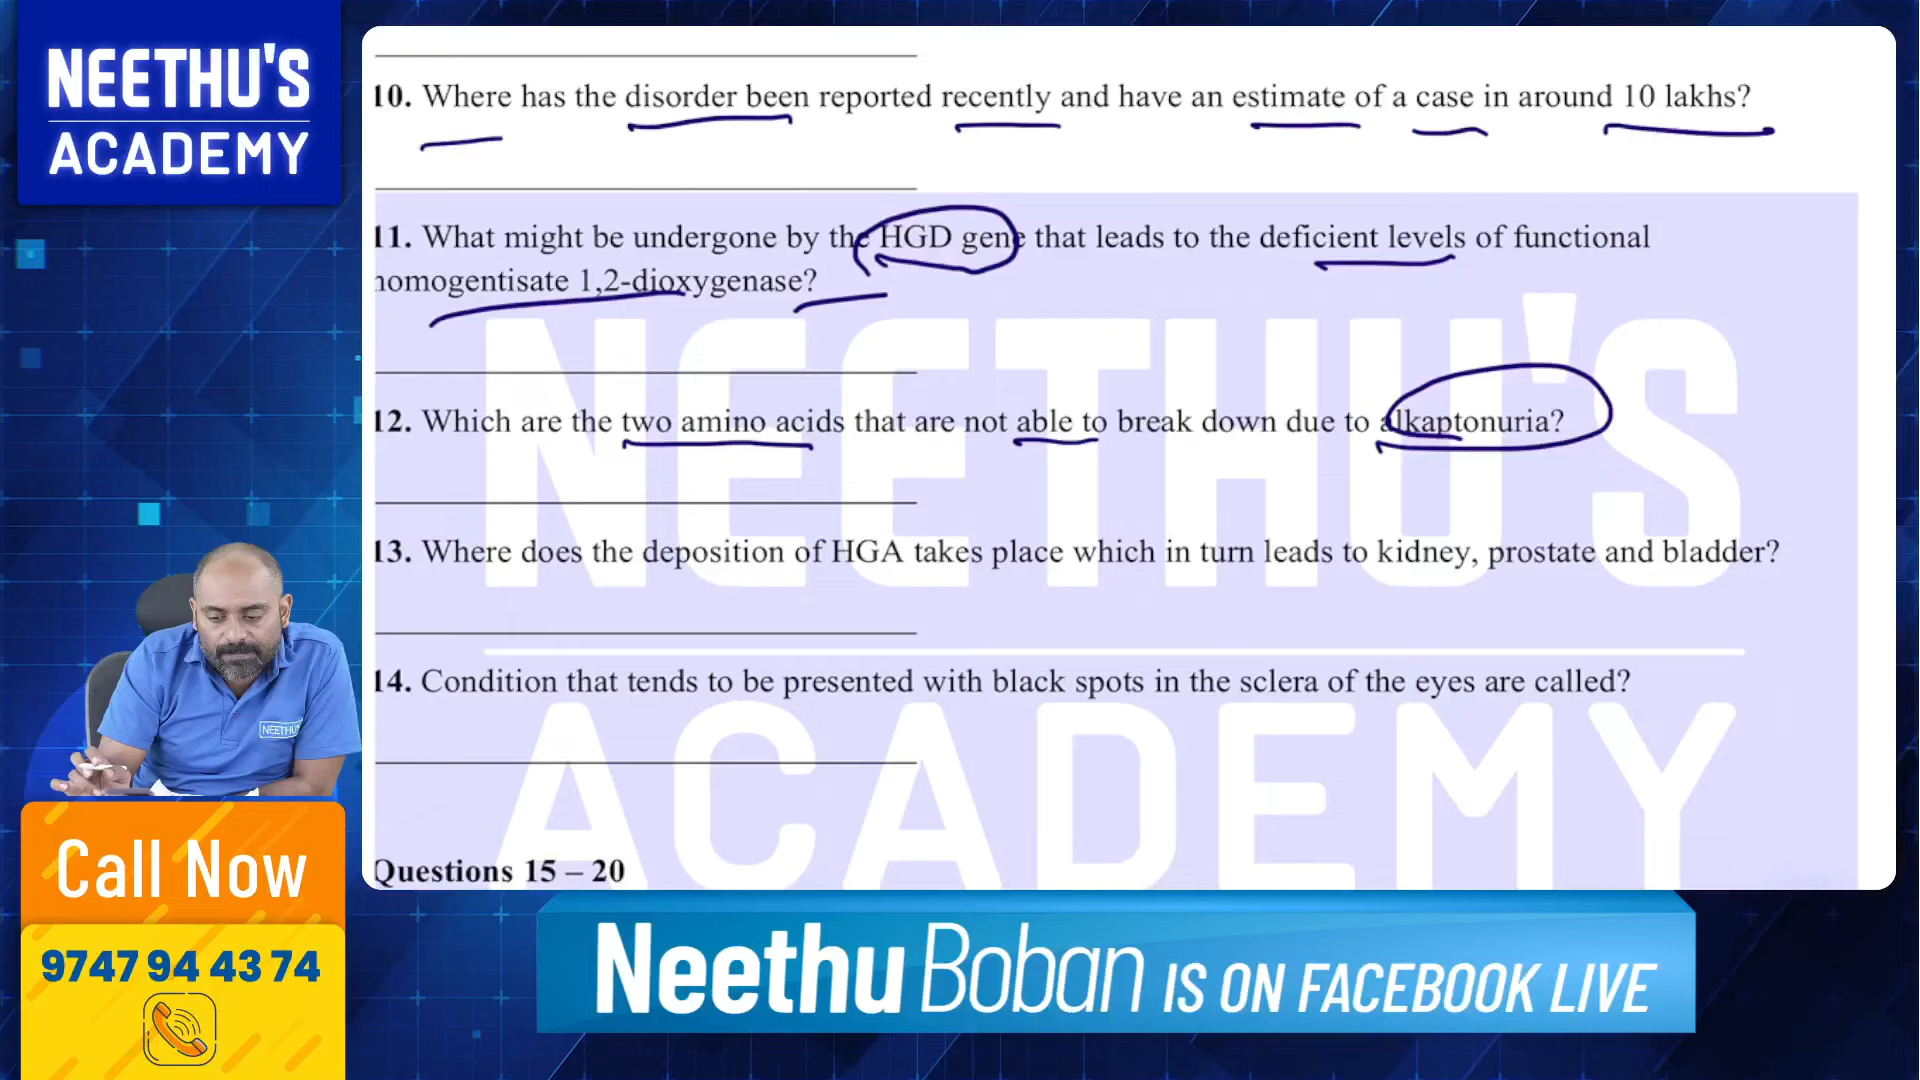 NEETHU'S
ACADEMY
10. Where has the disorder been reported recently and have an estimate of a case in around 10 lakhs?
11. What might be undergone by the HGD gene that leads to the deficient levels of functional
homogentisate 1,2-dioxygenase?
12. Which are the two amino acids that are not able to break down due to alkaptonuria?
13. Where does the deposition of HGA takes place which in turn leads to kidney, prostate and bladder?
14. Condition that tends to be presented with black spots in the sclera of the eyes are called?
Questions 15 – 20
NEETHU'S
ACADEMY
NEETHU'S
Call Now
9747 94 43 74
Neethu Boban IS ON FACEBOOK LIVE